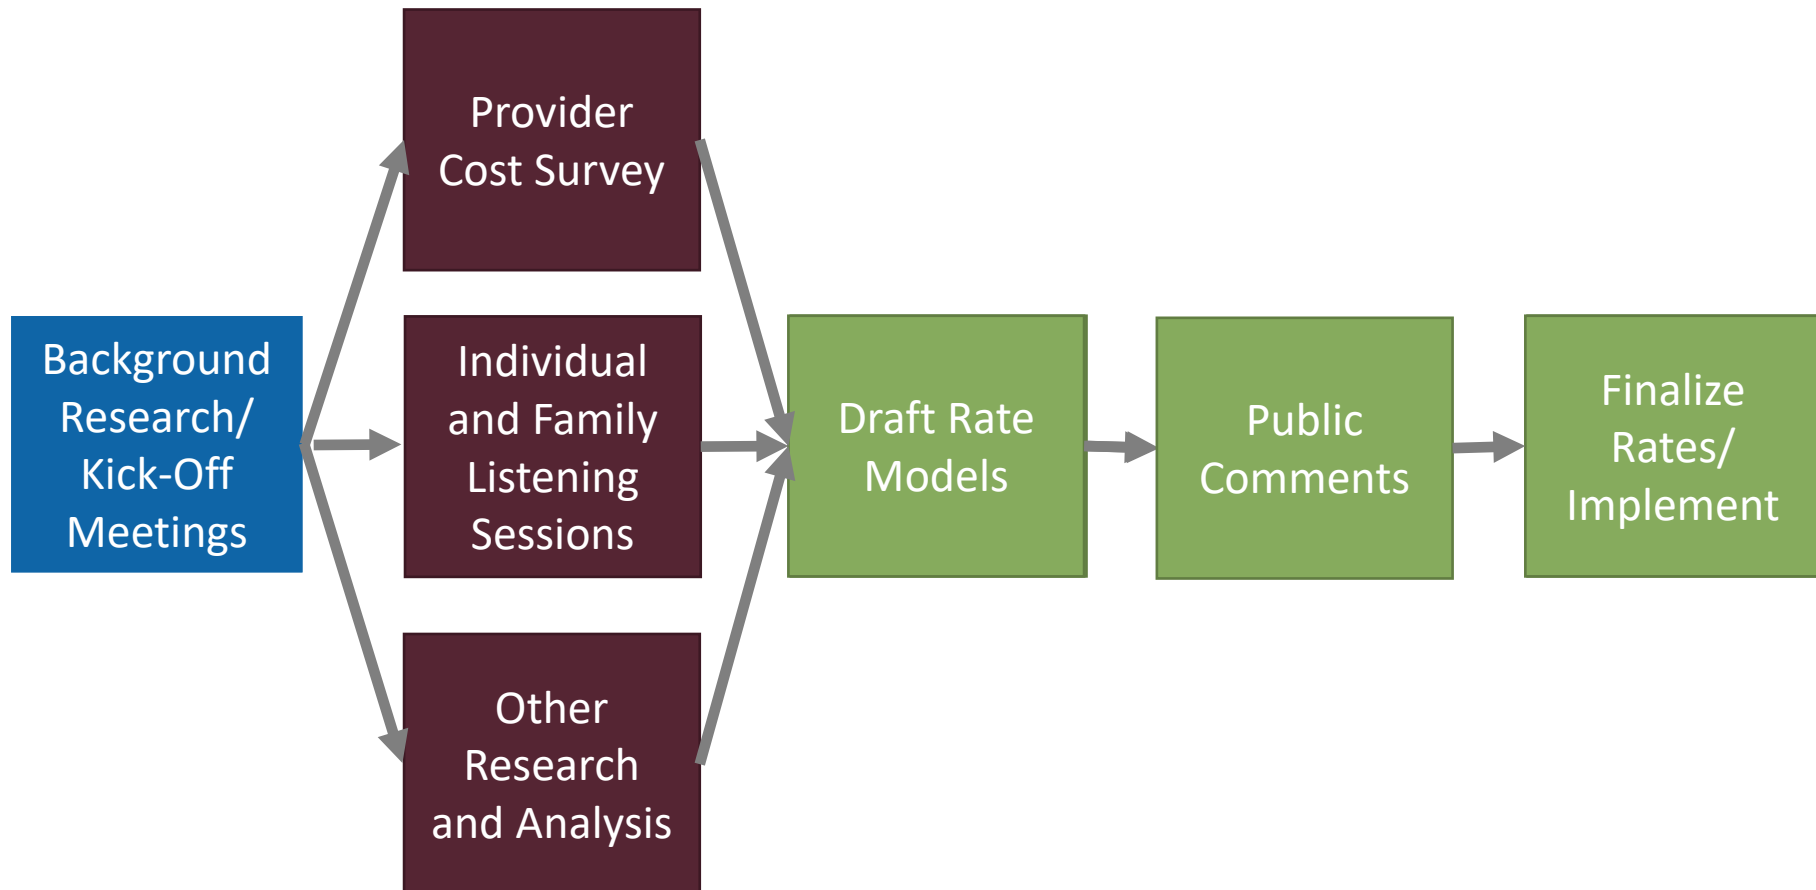 Background
Research/
Kick-Off
Meetings
Provider
Cost Survey
Individual
and Family
Listening
Sessions
Other
Research
and Analysis
Draft Rate
Models
Public
Comments
Finalize
Rates/
Implement